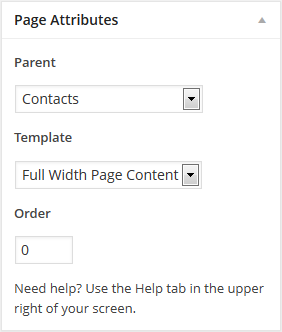 Page Attributes
Parent
Contacts
Template
Full Width Page Content
Order
0
Need help? Use the Help tab in the upper
right of your screen.